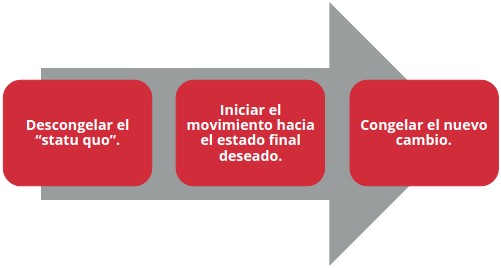 Descongelar el
“statu quo”.
Iniciar el
movimiento hacia
el estado final
deseado.
Congelar el nuevo
cambio.